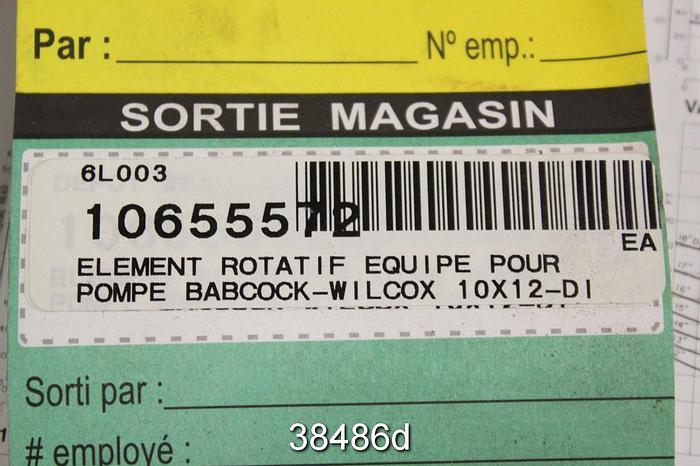 Par : N° emp.:
SORTIE MAGASIN
6L003
10655572
EA
ELEMENT ROTATIF EQUIPE POUR
POMPE BABCOCK-WILCOX 10X12-DI
Sorti par :
# employé :
38486d